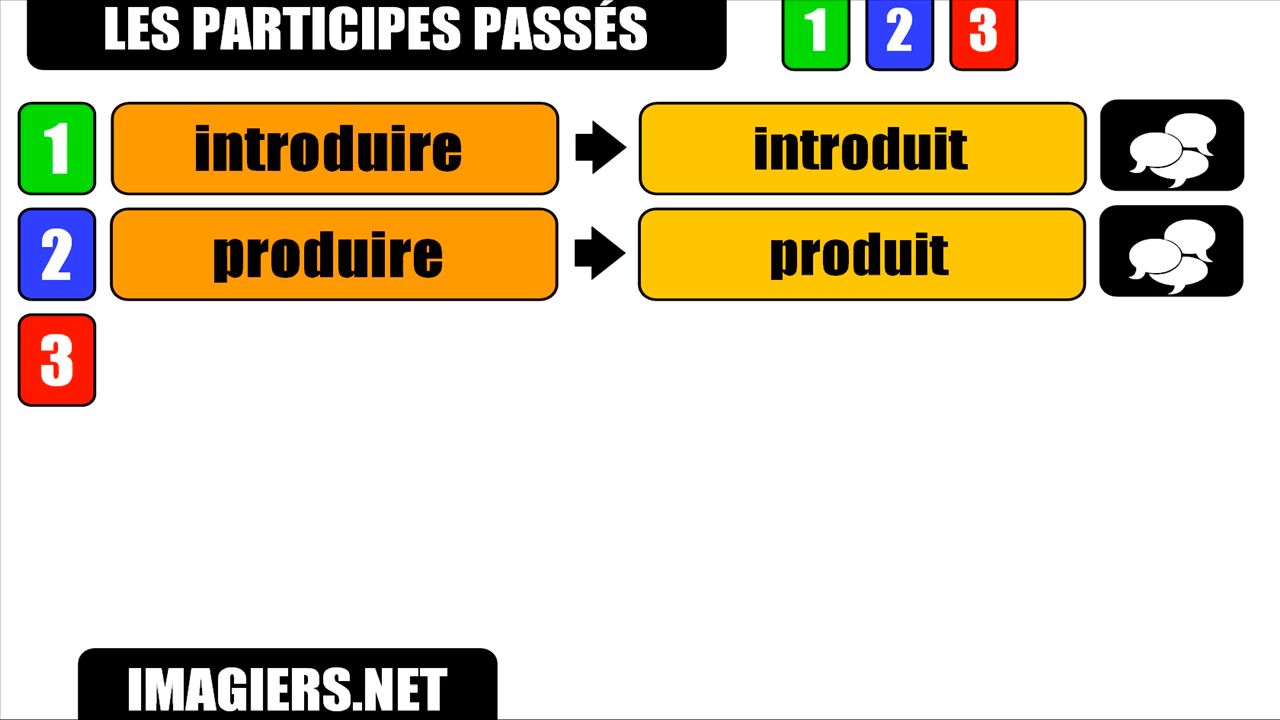 LES PARTICIPES PASSÉS 1 2 3
1 introduire introduit
2 produire produit
3
IMAGIERS.NET